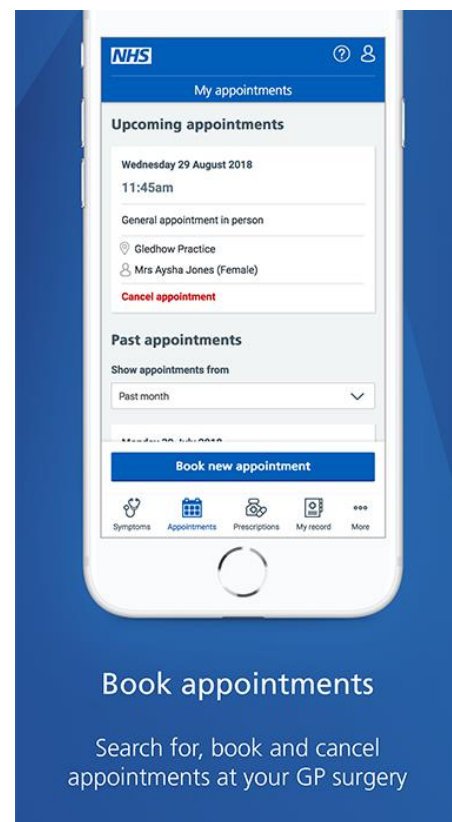 NHS
My appointments
Upcoming appointments
Wednesday 29 August 2018
11:45am
General appointment in person
Gledhow Practice
Mrs Aysha Jones (Female)
Cancel appointment
Past appointments
Show appointments from
Past month
Book new appointment
Symptoms Appointments Prescriptions My record More
Book appointments
Search for, book and cancel
appointments at your GP surgery